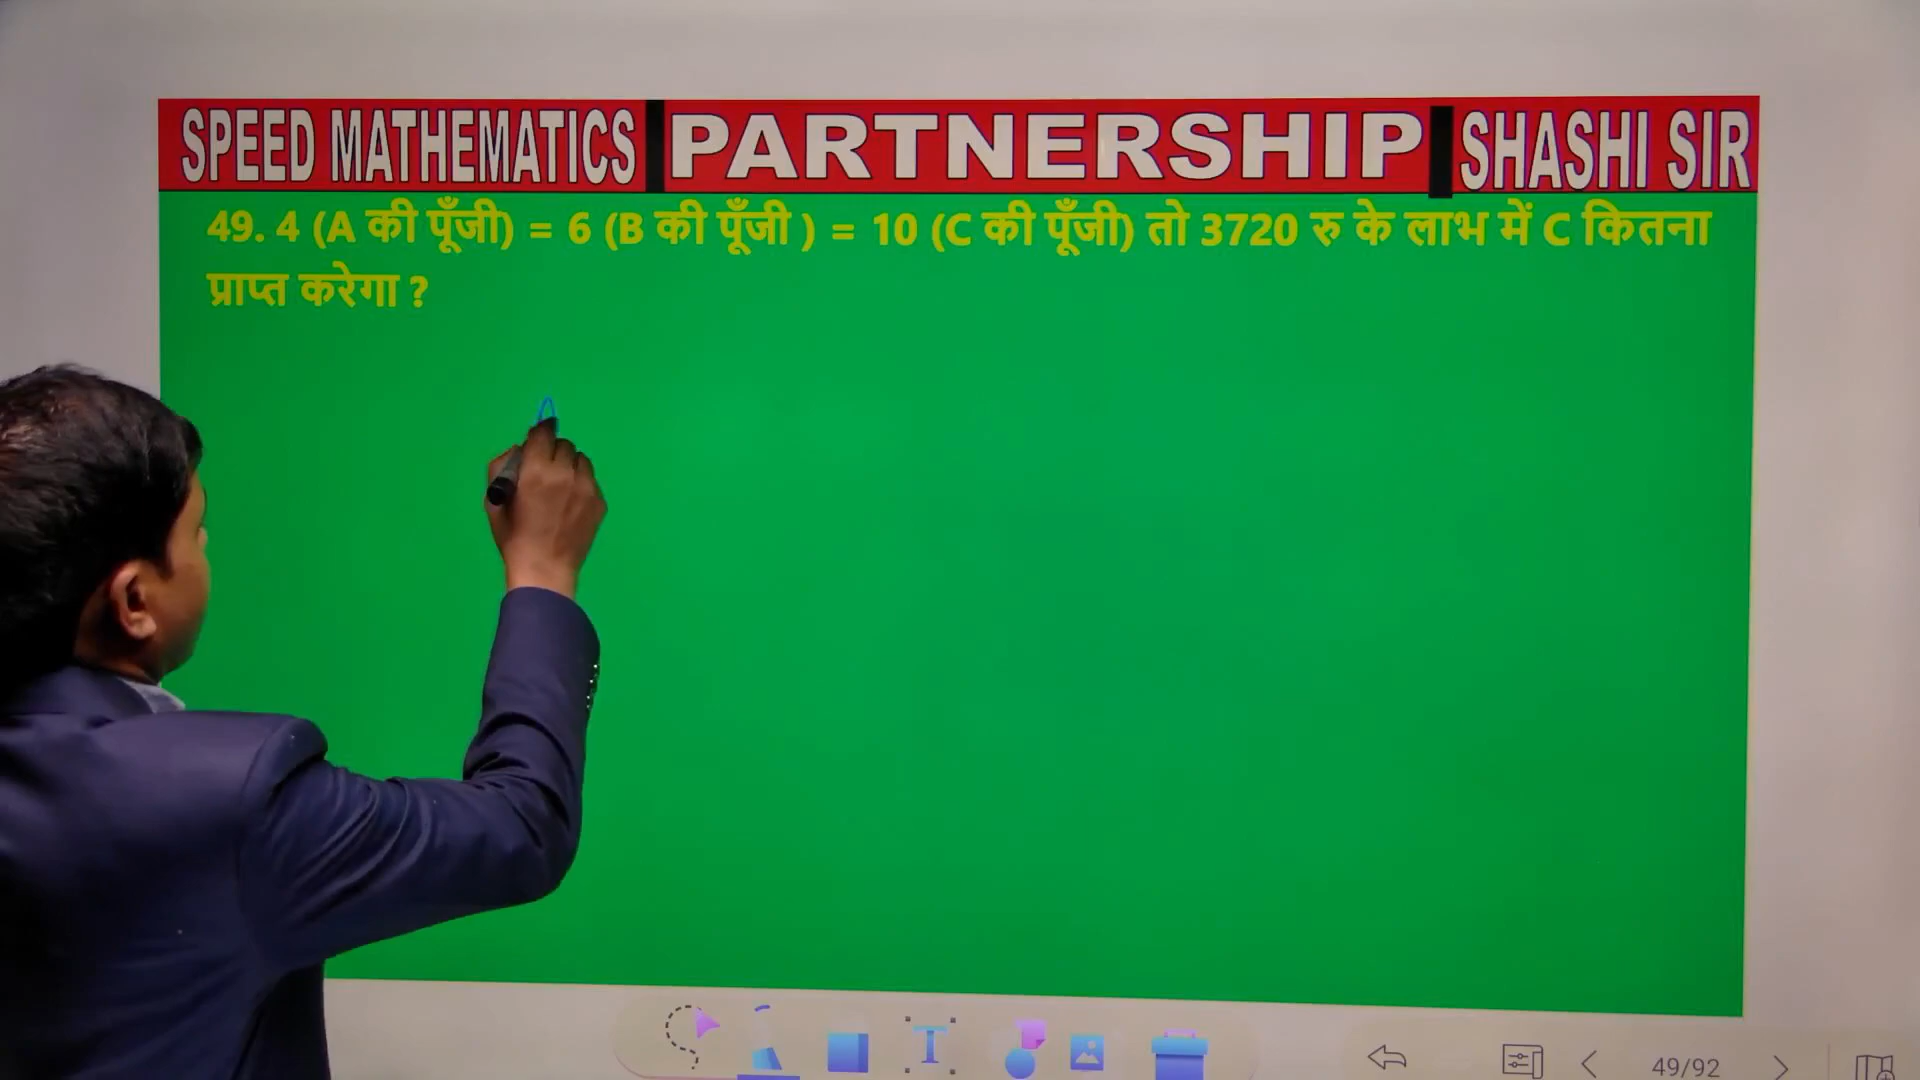 SPEED MATHEMATICS PARTNERSHIP SHASHI SIR
49. 4 (A की पूँजी) = 6 (B की पूँजी ) = 10 (C की पूँजी) तो 3720 रु के लाभ में C कितना
प्राप्त करेगा ?
49/92